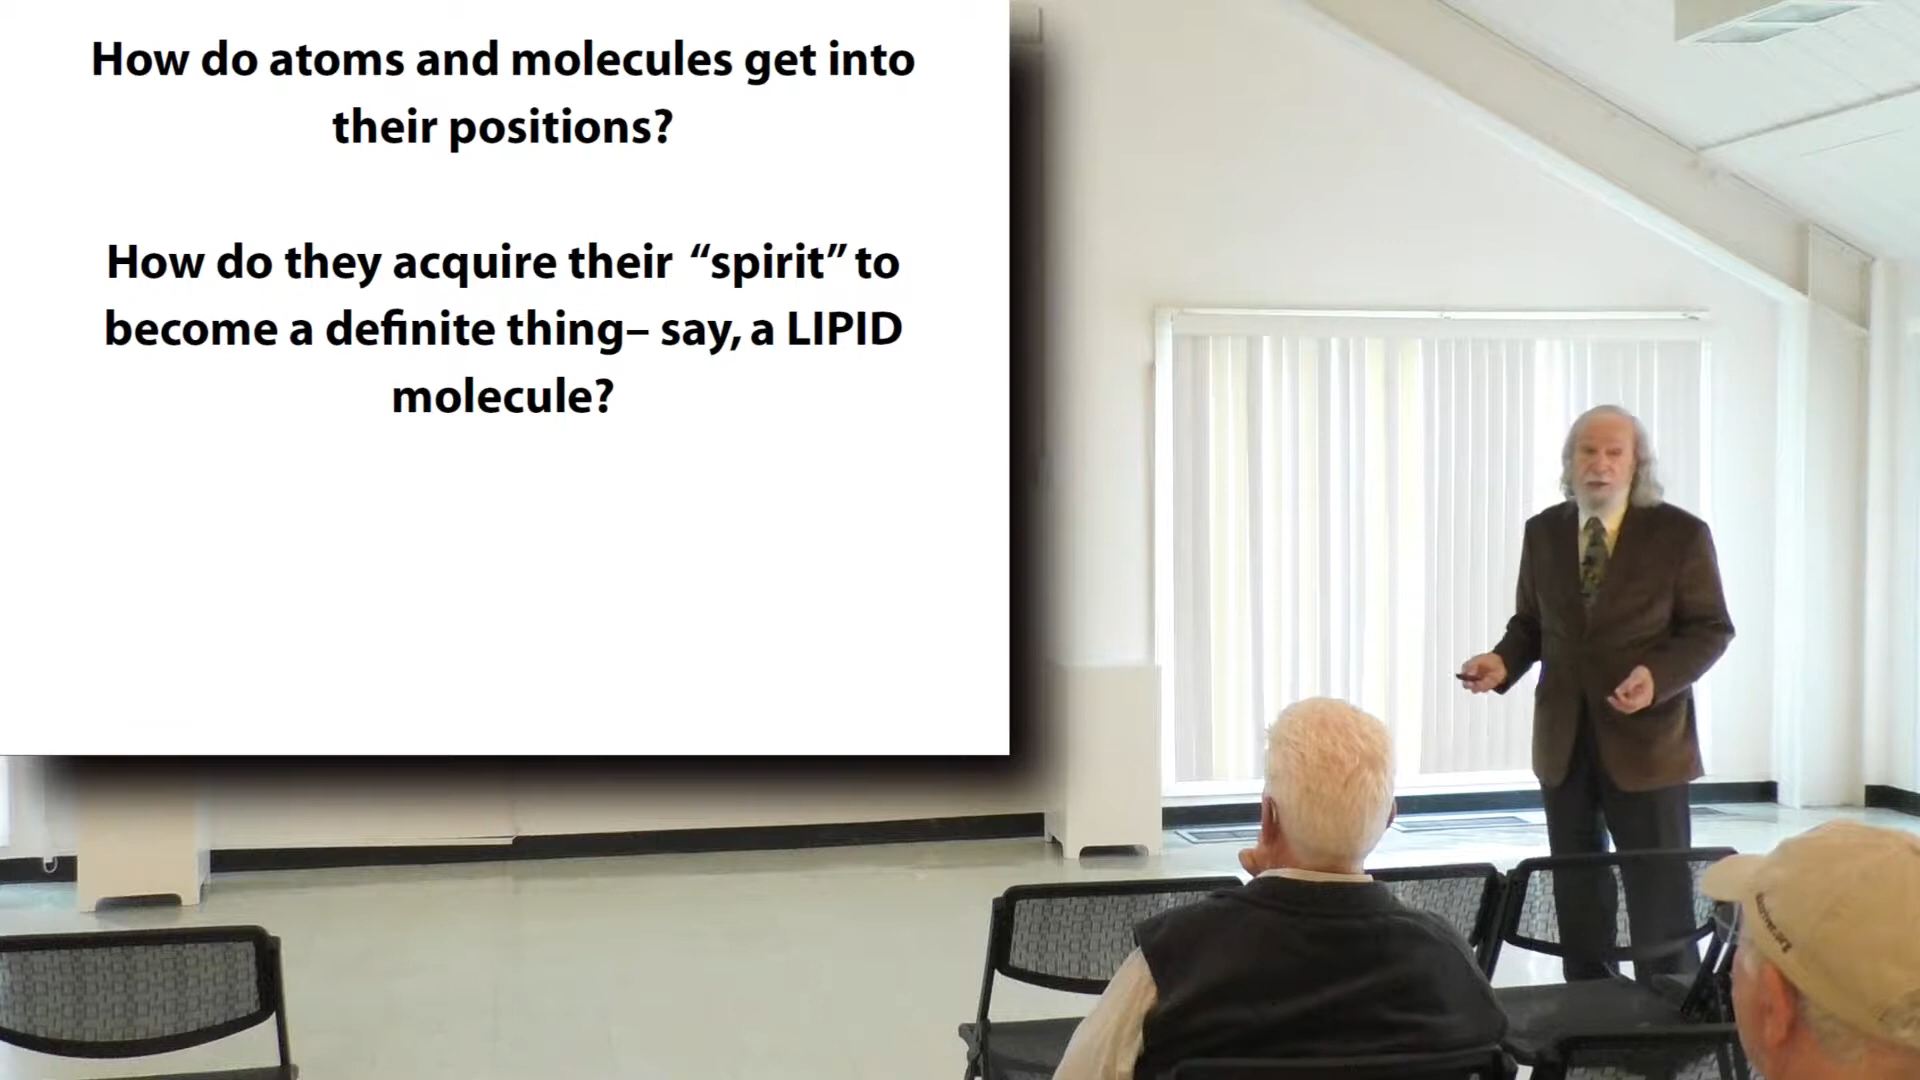 How do atoms and molecules get into
their positions?
How do they acquire their “spirit” to
become a definite thing– say, a LIPID
molecule?